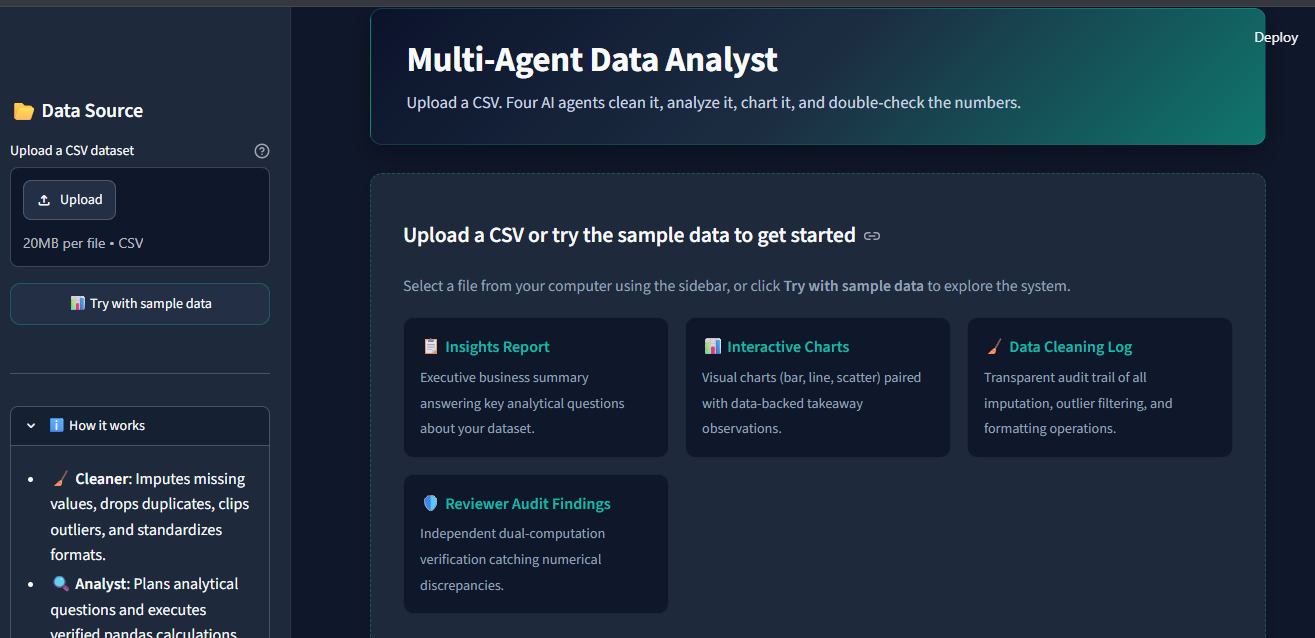 Deploy
Data Source
Upload a CSV dataset
Upload
20MB per file • CSV
Try with sample data
How it works
• Cleaner: Imputes missing
values, drops duplicates, clips
outliers, and standardizes
formats.
• Analyst: Plans analytical
questions and executes
verified pandas calculations
Multi-Agent Data Analyst
Upload a CSV. Four AI agents clean it, analyze it, chart it, and double-check the numbers.
Upload a CSV or try the sample data to get started
Select a file from your computer using the sidebar, or click Try with sample data to explore the system.
Insights Report
Executive business summary
answering key analytical questions
about your dataset.
Interactive Charts
Visual charts (bar, line, scatter) paired
with data-backed takeaway
observations.
Data Cleaning Log
Transparent audit trail of all
imputation, outlier filtering, and
formatting operations.
Reviewer Audit Findings
Independent dual-computation
verification catching numerical
discrepancies.